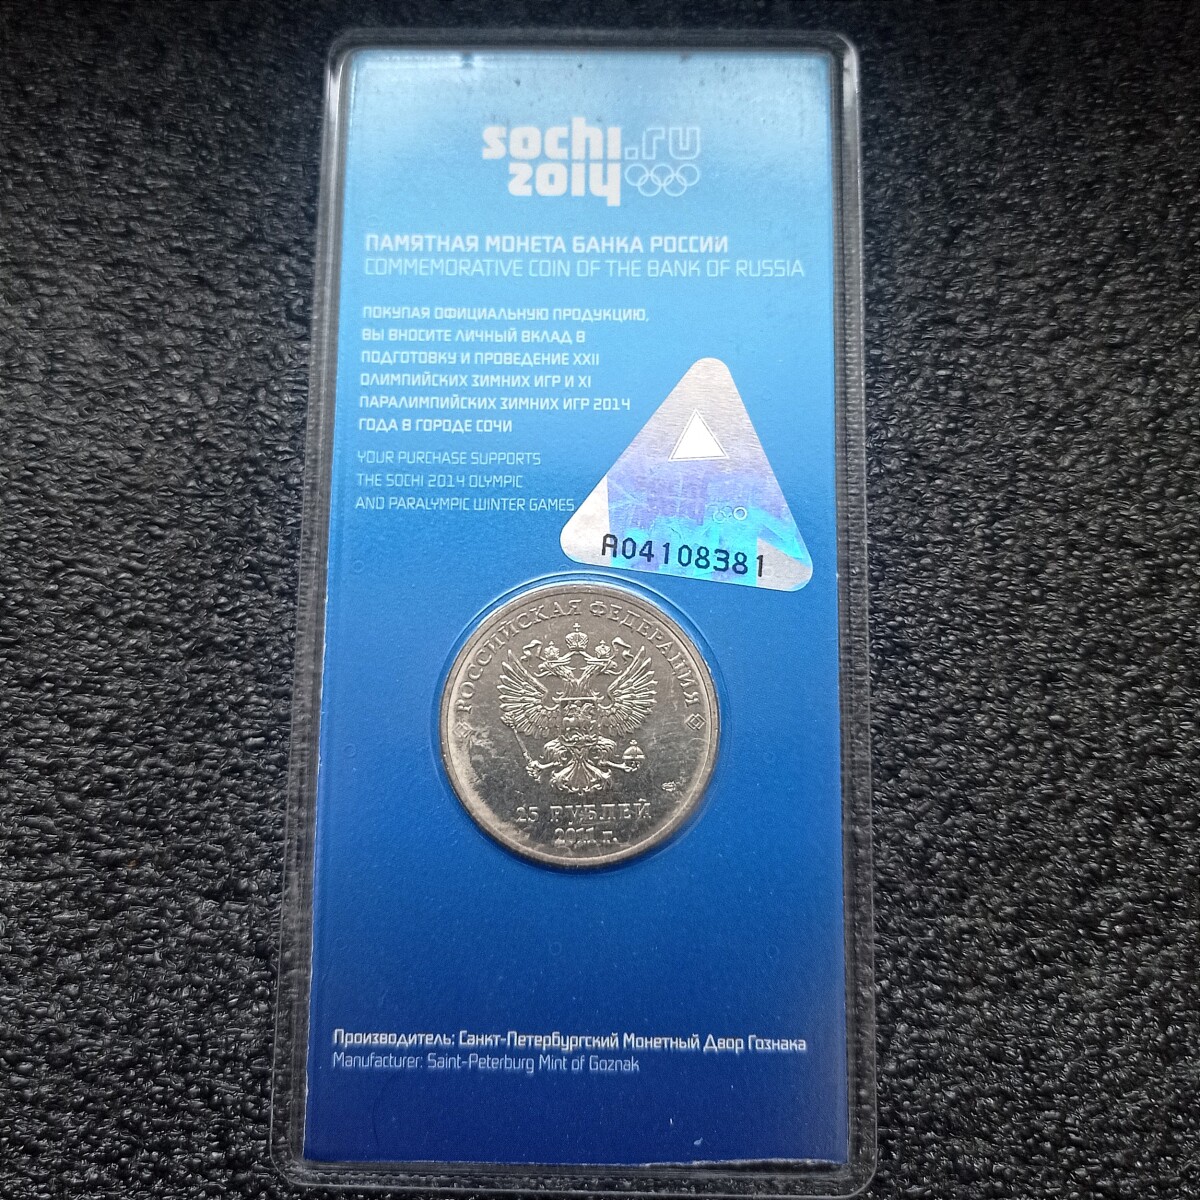 sochi.ru
2014
ПАМЯТНАЯ МОНЕТА БАНКА РОССИИ
COMMEMORATIVE COIN OF THE BANK OF RUSSIA
ПОКУПАЯ ОФИЦИАЛЬНУЮ ПРОДУКЦИЮ,
ВЫ ВНОСИТЕ ЛИЧНЫЙ ВКЛАД В
ПОДГОТОВКУ И ПРОВЕДЕНИЕ XXII
ОЛИМПИЙСКИХ ЗИМНИХ ИГР И XI
ПАРАЛИМПИЙСКИХ ЗИМНИХ ИГР 2014
ГОДА В ГОРОДЕ СОЧИ
YOUR PURCHASE SUPPORTS
THE SOCHI 2014 OLYMPIC
AND PARALYMPIC WINTER GAMES
A04108381
РОССИЙСКАЯ ФЕДЕРАЦИЯ
25 РУБЛЕЙ
2011 г.
Производитель: Санкт-Петербургский Монетный Двор Гознака
Manufacturer: Saint-Peterburg Mint of Goznak